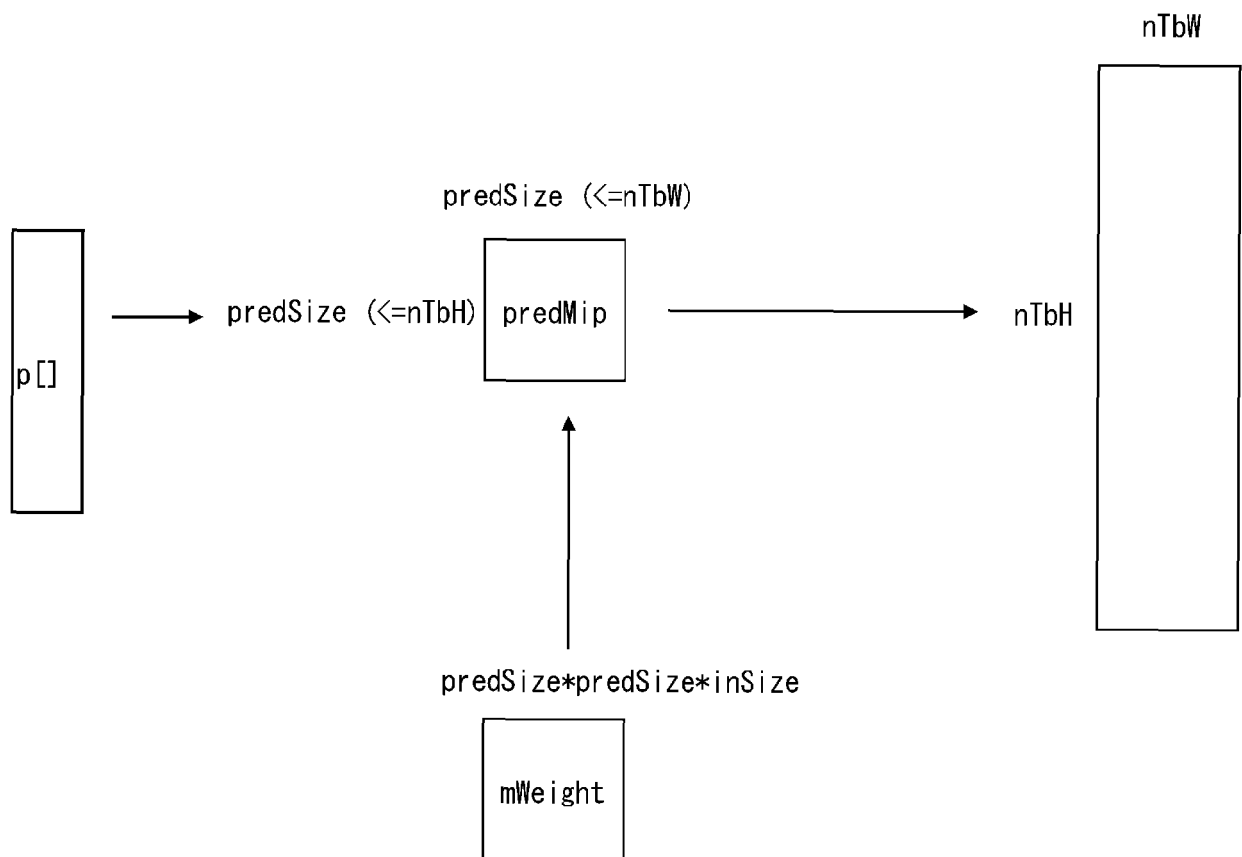 nTbW
predSize (<=nTbW)
predSize (<=nTbH)
predMip
nTbH
p[]
predSize*predSize*inSize
mWeight